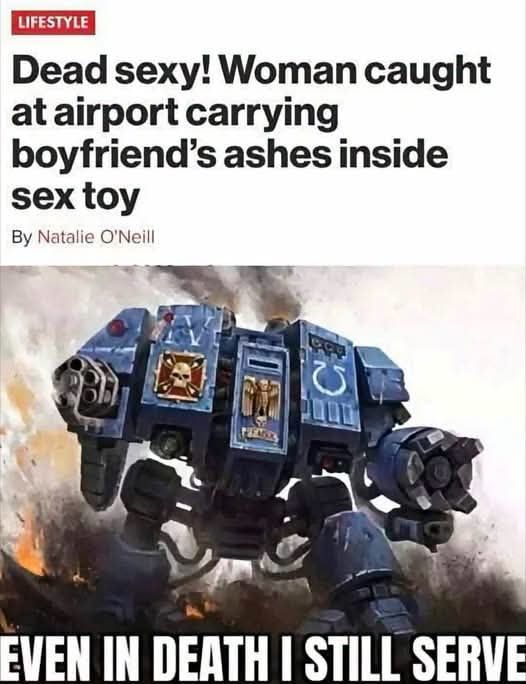 LIFESTYLE
Dead sexy! Woman caught
at airport carrying
boyfriend’s ashes inside
sex toy
By Natalie O'Neill
EVEN IN DEATH I STILL SERVE